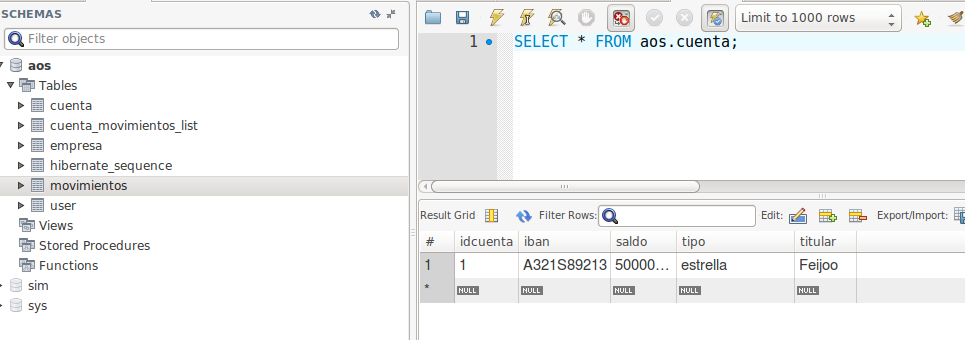 SCHEMAS
Filter objects
aos
Tables
cuenta
cuenta_movimientos_list
empresa
hibernate_sequence
movimientos
user
Views
Stored Procedures
Functions
sim
sys
Limit to 1000 rows
1 SELECT * FROM aos.cuenta;
Result Grid Filter Rows: Edit: Export/Import:
# idcuenta iban saldo tipo titular
1 1 A321S89213 50000... estrella Feijoo
* NULL NULL NULL NULL NULL